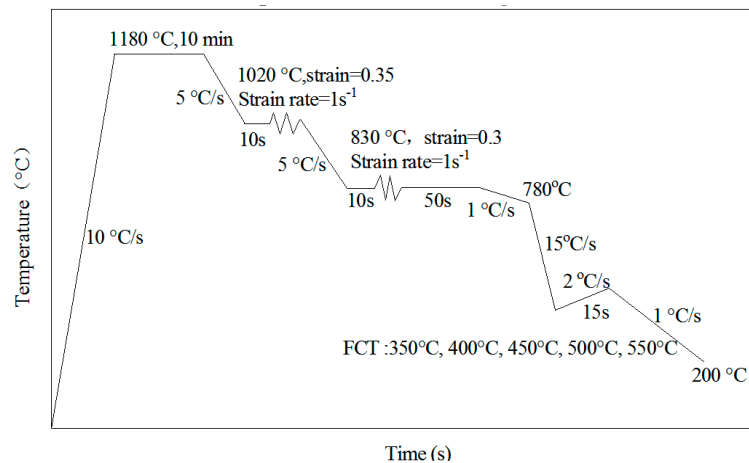 1180 °C,10 min
1020 °C,strain=0.35
5 °C/s
Strain rate=1s⁻¹
10s
830 °C，strain=0.3
Strain rate=1s⁻¹
5 °C/s
10s
50s
780°C
1 °C/s
10 °C/s
15°C/s
2 °C/s
15s
1 °C/s
FCT :350°C, 400°C, 450°C, 500°C, 550°C
200 °C
Temperature（°C）
Time (s)